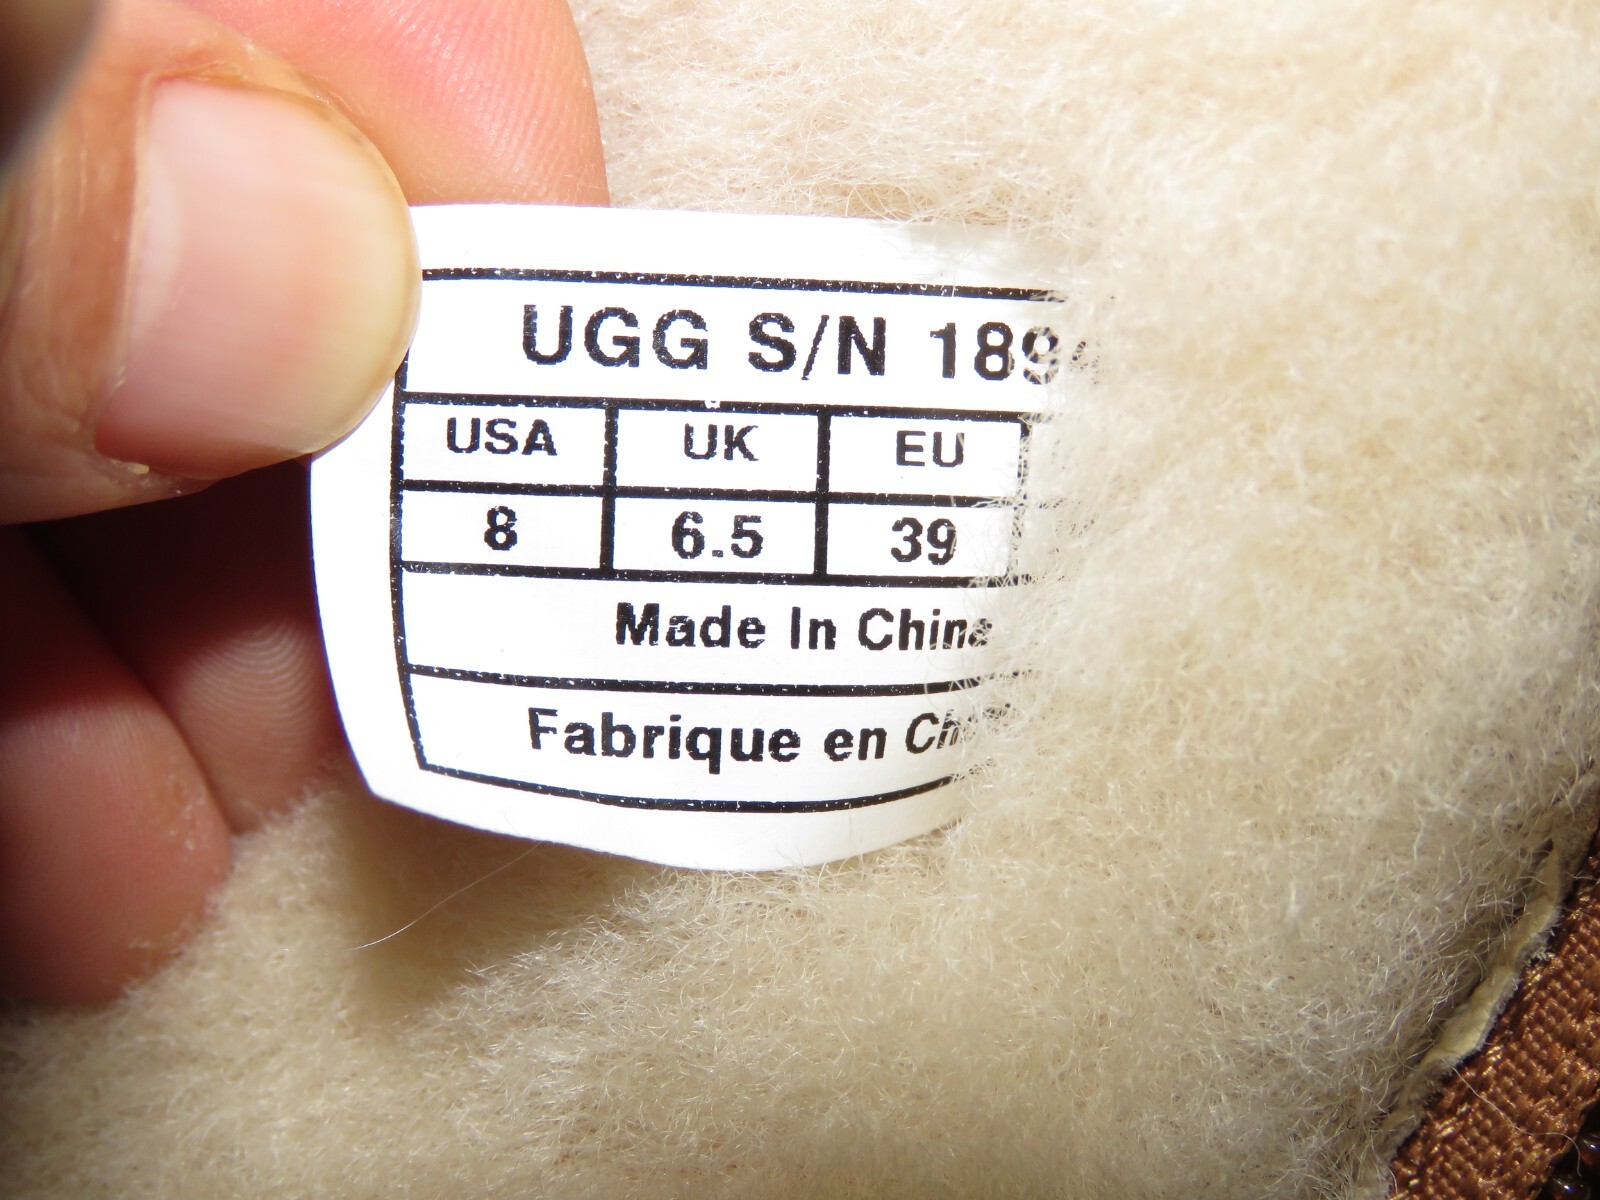 UGG S/N 189
USA UK EU
8 6.5 39
Made In China
Fabrique en